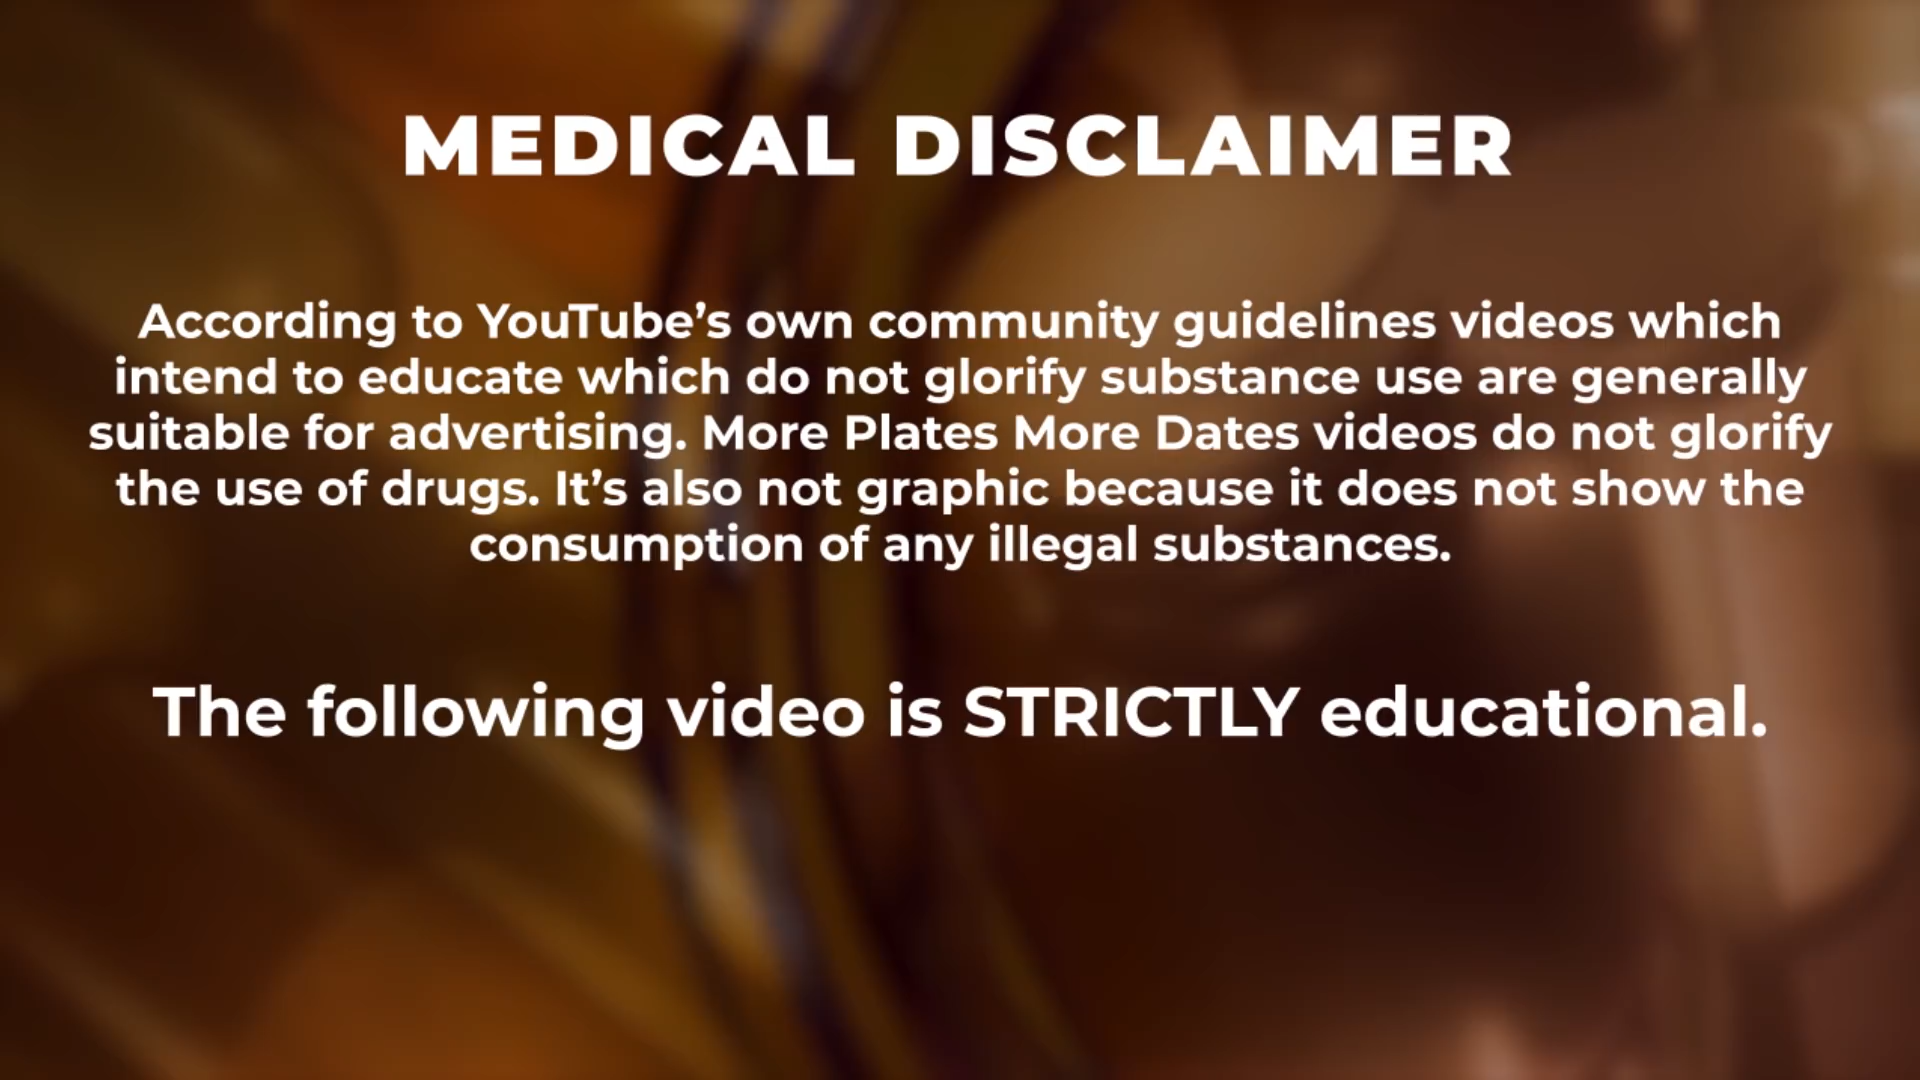 MEDICAL DISCLAIMER
According to YouTube’s own community guidelines videos which
intend to educate which do not glorify substance use are generally
suitable for advertising. More Plates More Dates videos do not glorify
the use of drugs. It’s also not graphic because it does not show the
consumption of any illegal substances.
The following video is STRICTLY educational.